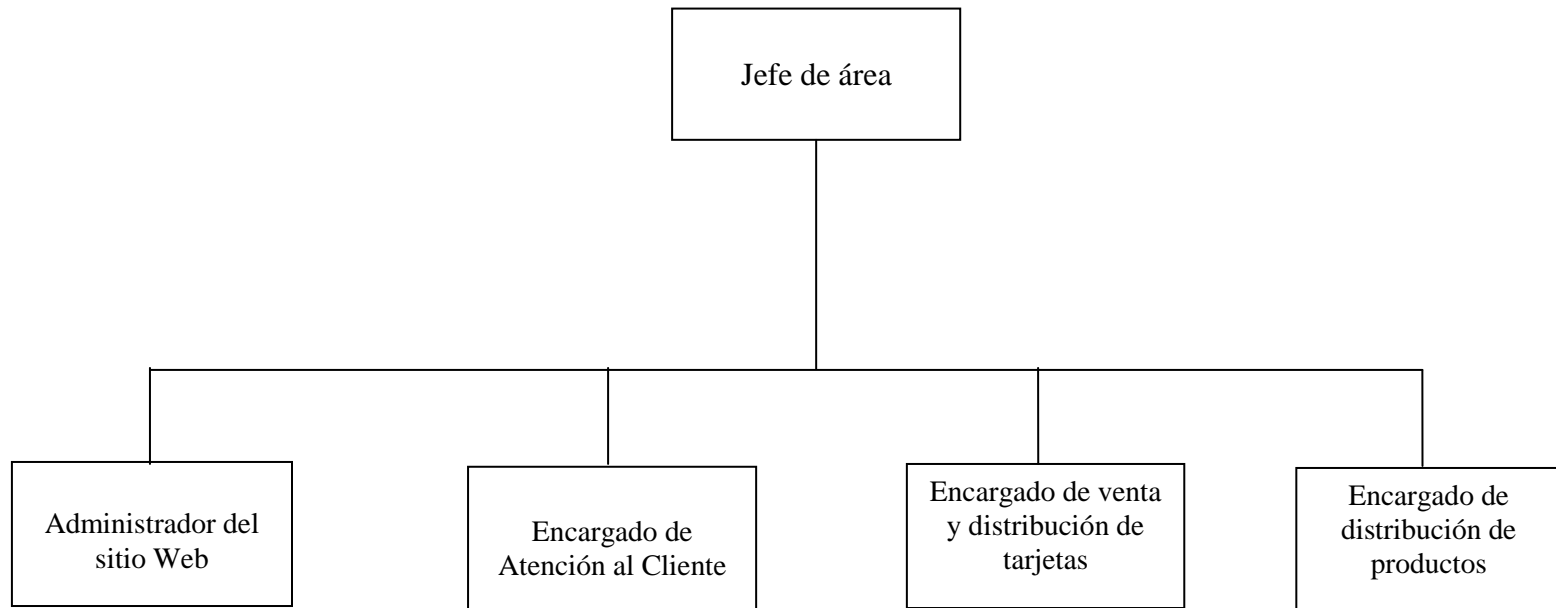 Jefe de área
Administrador del
sitio Web
Encargado de
Atención al Cliente
Encargado de venta
y distribución de
tarjetas
Encargado de
distribución de
productos